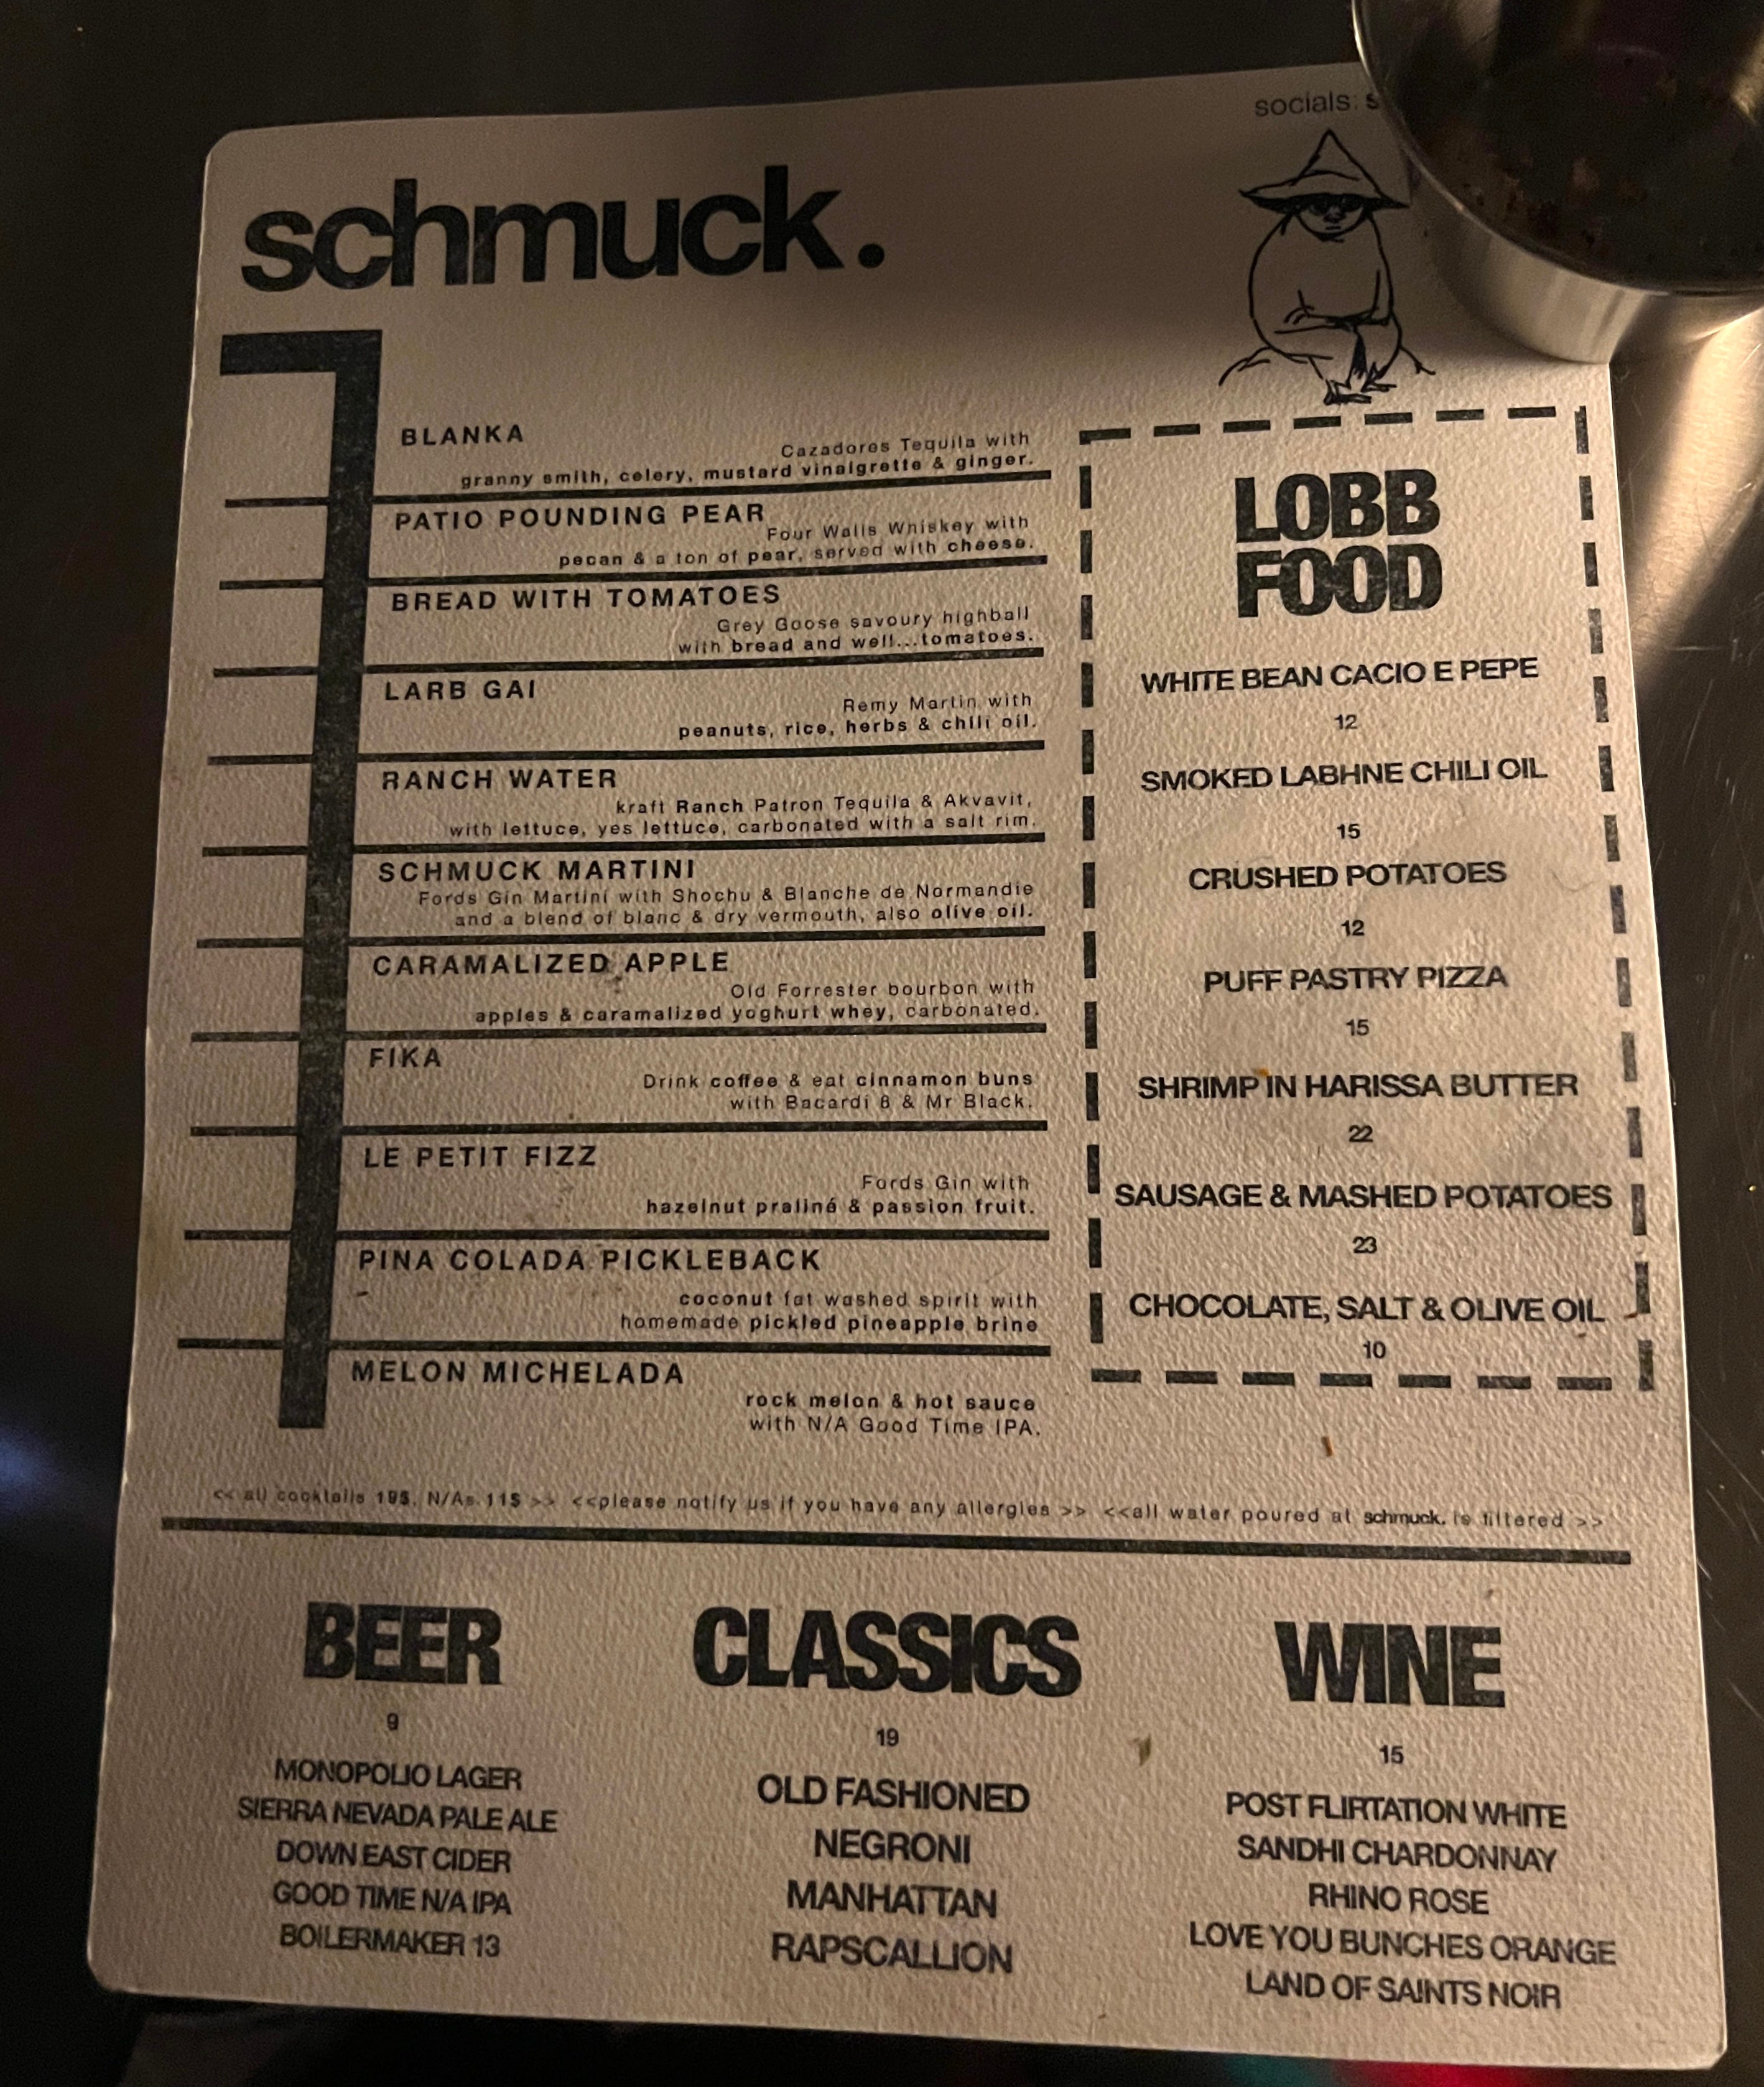 socials:
schmuck.
BLANKA
Cazadores Tequila with
granny smith, celery, mustard vinaigrette & ginger.
PATIO POUNDING PEAR
Four Walls Whiskey with
pecan & a ton of pear, served with cheese.
BREAD WITH TOMATOES
Grey Goose savoury highball
with bread and well...tomatoes.
LARB GAI
Remy Martin with
peanuts, rice, herbs & chili oil.
RANCH WATER
kraft Ranch Patron Tequila & Akvavit,
with lettuce, yes lettuce, carbonated with a salt rim.
SCHMUCK MARTINI
Fords Gin Martini with Shochu & Blanche de Normandie
and a blend of blanc & dry vermouth, also olive oil.
CARAMALIZED APPLE
Old Forrester bourbon with
apples & caramalized yoghurt whey, carbonated.
FIKA
Drink coffee & eat cinnamon buns
with Bacardi 8 & Mr Black.
LE PETIT FIZZ
Fords Gin with
hazelnut praliné & passion fruit.
PINA COLADA PICKLEBACK
coconut fat washed spirit with
homemade pickled pineapple brine
MELON MICHELADA
rock melon & hot sauce
with N/A Good Time IPA.
LOBB
FOOD
WHITE BEAN CACIO E PEPE
12
SMOKED LABHNE CHILI OIL
15
CRUSHED POTATOES
12
PUFF PASTRY PIZZA
15
SHRIMP IN HARISSA BUTTER
22
SAUSAGE & MASHED POTATOES
23
CHOCOLATE, SALT & OLIVE OIL
10
<< all cocktails 19$, N/As 11$ >> <<please notify us if you have any allergies >> <<all water poured at schmuck. is filtered >>
BEER
9
MONOPOLIO LAGER
SIERRA NEVADA PALE ALE
DOWN EAST CIDER
GOOD TIME N/A IPA
BOILERMAKER 13
CLASSICS
19
OLD FASHIONED
NEGRONI
MANHATTAN
RAPSCALLION
WINE
15
POST FLIRTATION WHITE
SANDHI CHARDONNAY
RHINO ROSE
LOVE YOU BUNCHES ORANGE
LAND OF SAINTS NOIR